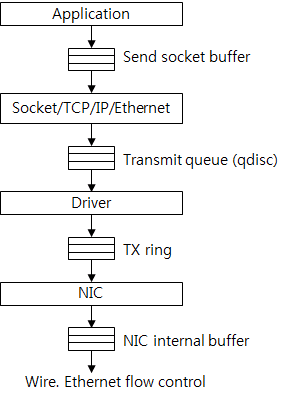 Application
Send socket buffer
Socket/TCP/IP/Ethernet
Transmit queue (qdisc)
Driver
TX ring
NIC
NIC internal buffer
Wire. Ethernet flow control